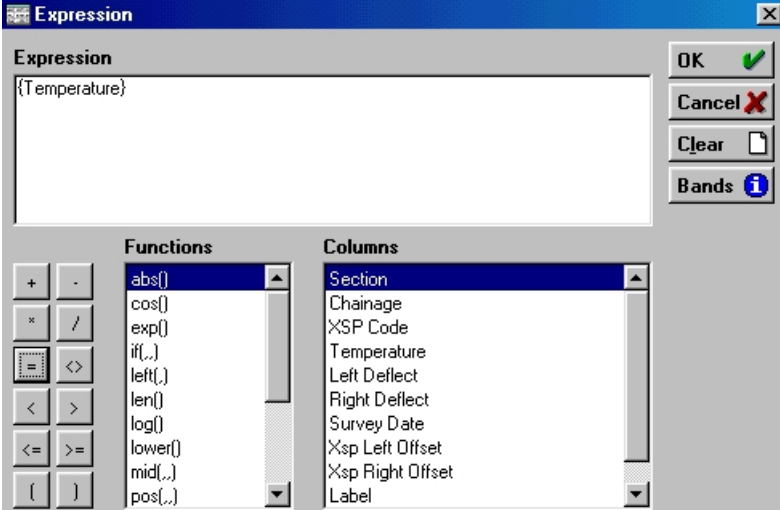 Expression
Expression
{Temperature}
OK
Cancel
Clear
Bands
Functions
Columns
+ -
* /
= <>
< >
<= >=
( )
abs()
cos()
exp()
if(,,)
left(,)
len()
log()
lower()
mid(,,)
pos(,,)
Section
Chainage
XSP Code
Temperature
Left Deflect
Right Deflect
Survey Date
Xsp Left Offset
Xsp Right Offset
Label